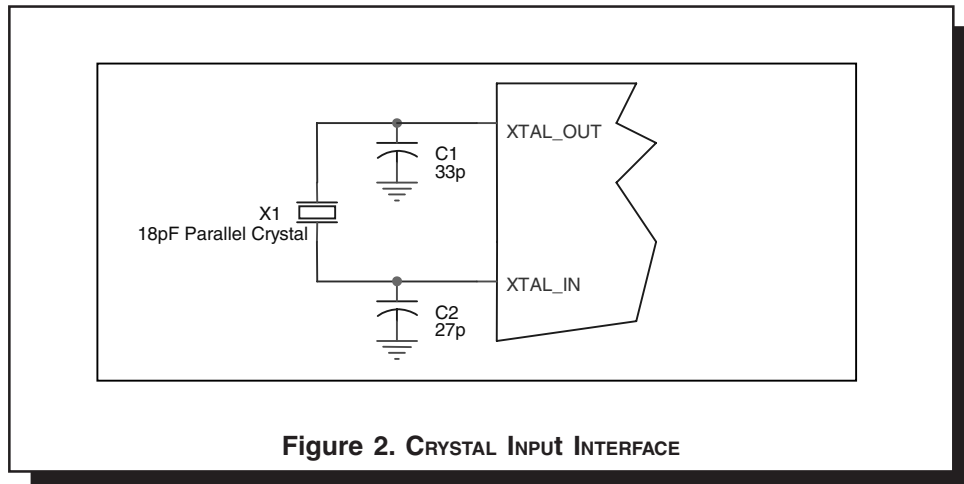 XTAL_OUT
C1
33p
X1
18pF Parallel Crystal
XTAL_IN
C2
27p
Figure 2. CRYSTAL INPUT INTERFACE